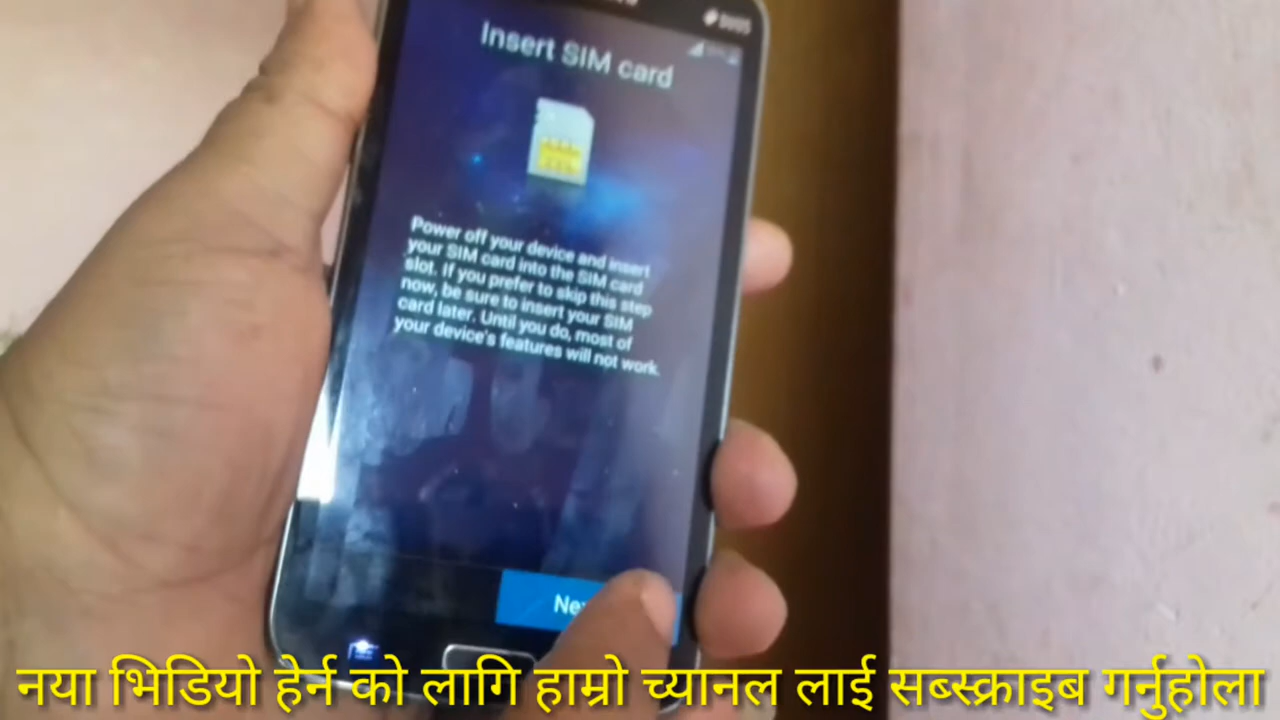 Insert SIM card
Power off your device and insert
your SIM card into the SIM card
slot. If you prefer to skip this step
now, be sure to insert your SIM
card later. Until you do, most of
your device's features will not work.
नया भिडियो हेर्न को लागि हाम्रो च्यानल लाई सब्स्क्राइब गर्नुहोला